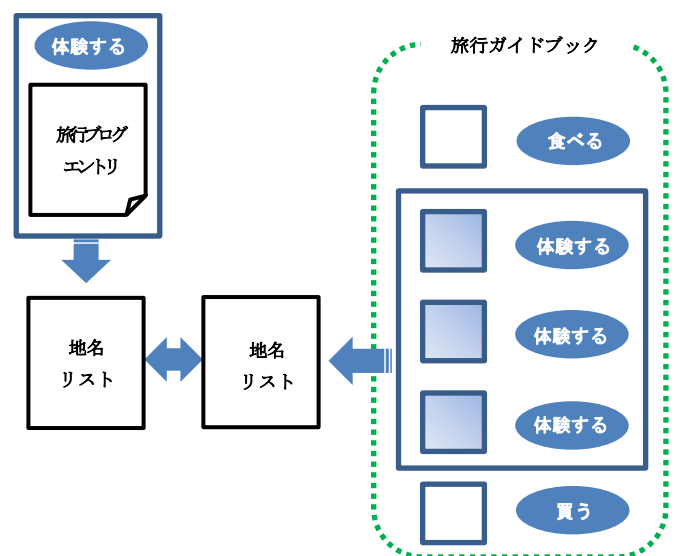 体験する
旅行ブログ
エントリ
地名
リスト
地名
リスト
旅行ガイドブック
食べる
体験する
体験する
体験する
買う